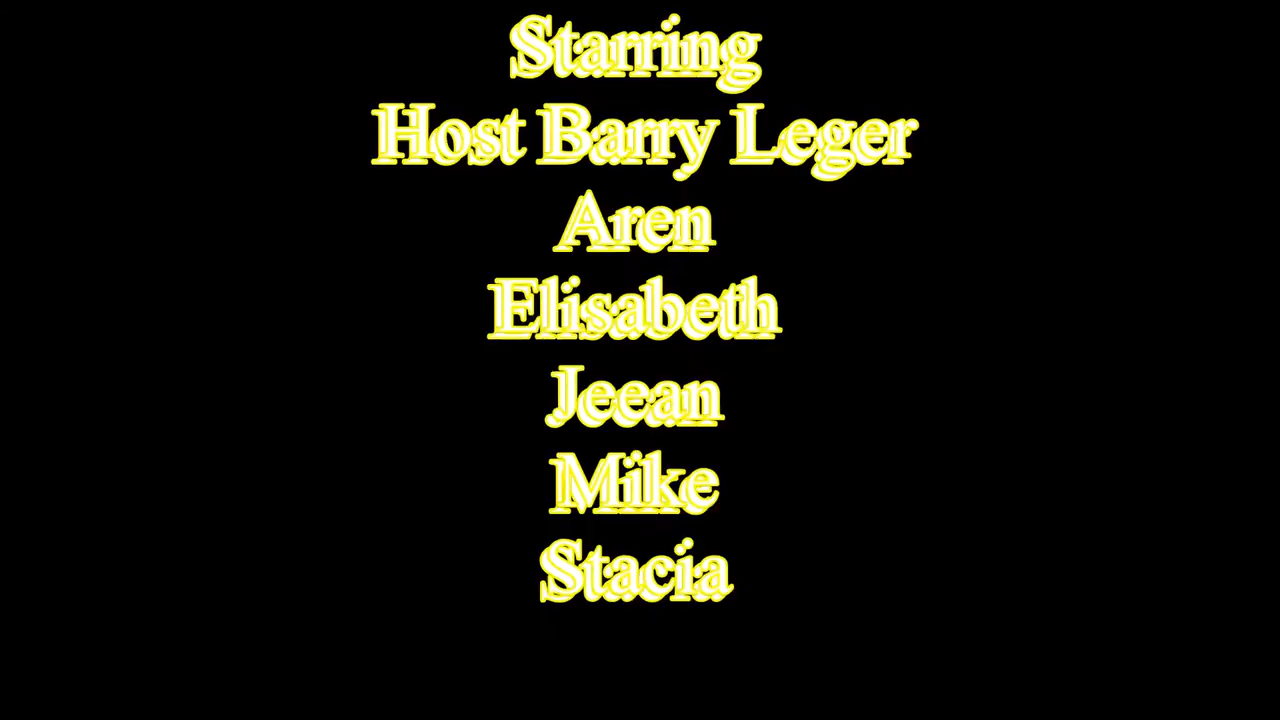 Starring
Host Barry Leger
Aren
Elisabeth
Jeean
Mike
Stacia